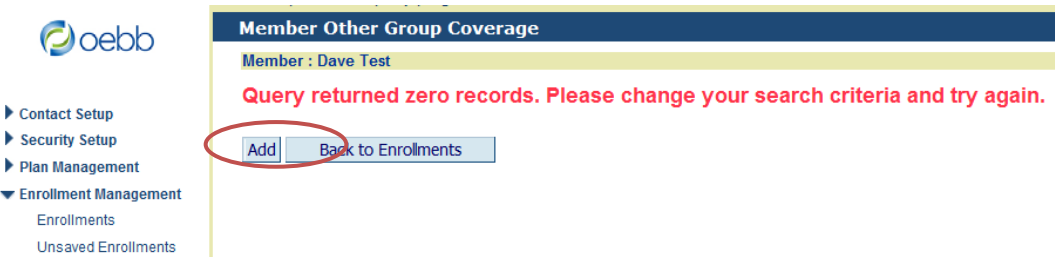 oebb
Member Other Group Coverage
Member : Dave Test
Query returned zero records. Please change your search criteria and try again.
Add Back to Enrollments
Contact Setup
Security Setup
Plan Management
Enrollment Management
Enrollments
Unsaved Enrollments